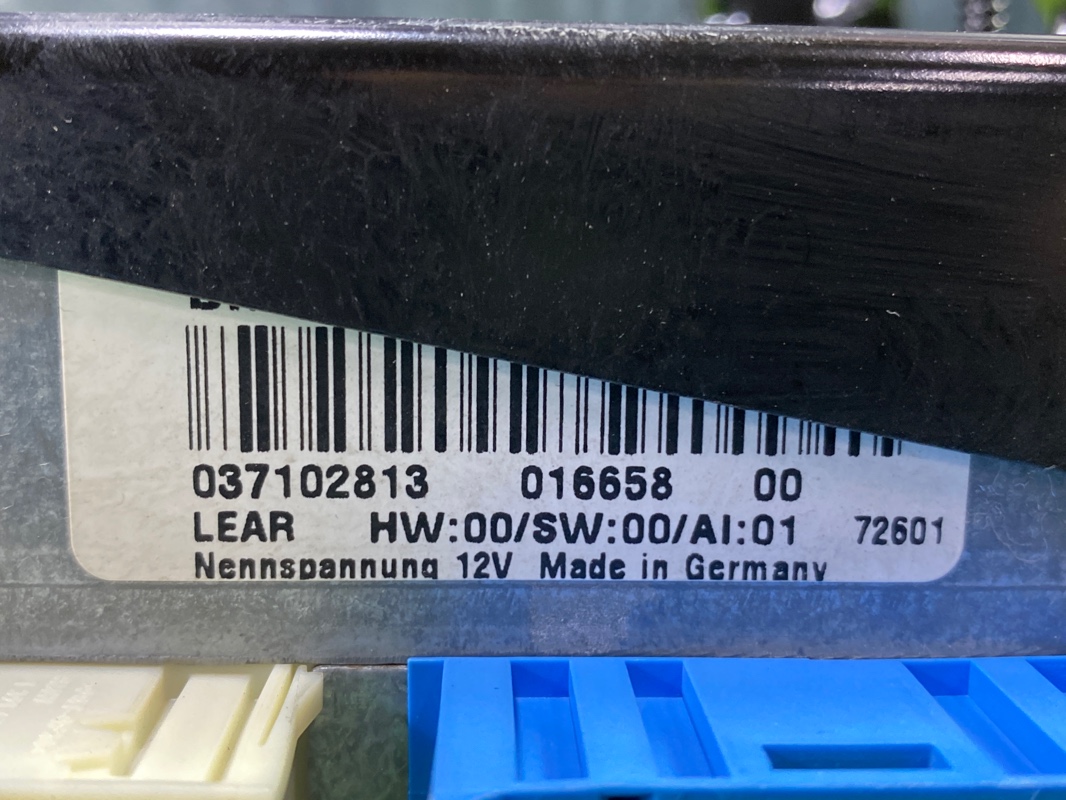 037102813 016658 00
LEAR HW:00/SW:00/AI:01 72601
Nennspannung 12V Made in Germany